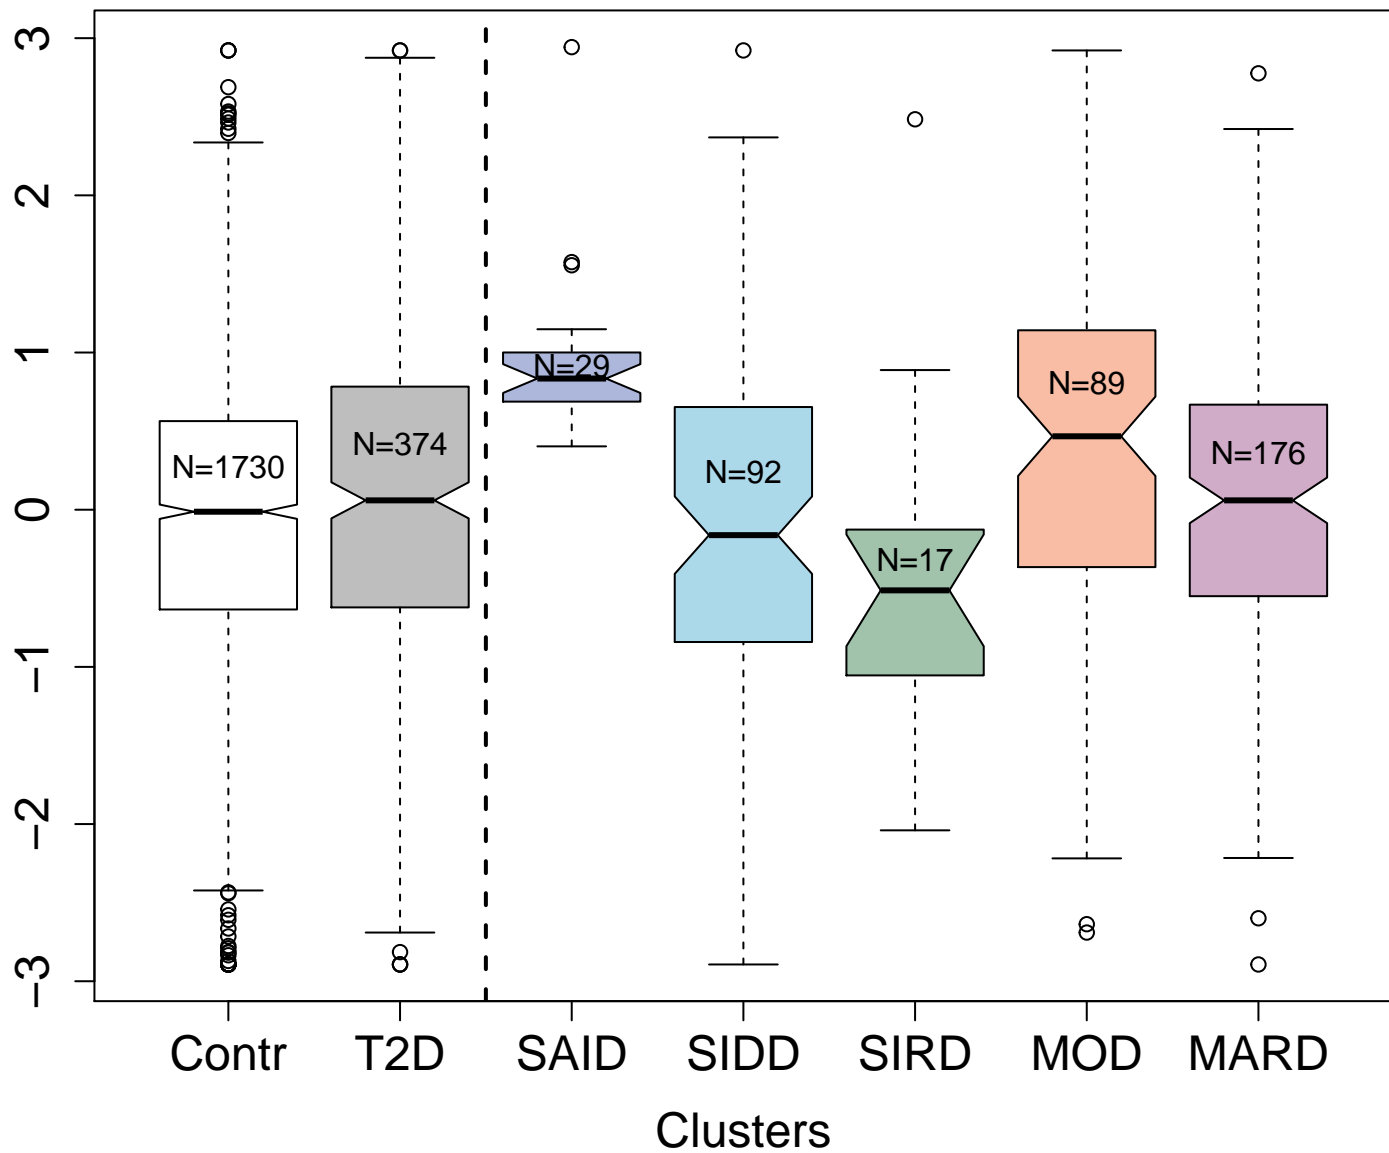 3
2
1
0
−1
−2
−3
N=1730
N=374
N=29
N=92
N=17
N=89
N=176
Contr T2D SAID SIDD SIRD MOD MARD
Clusters